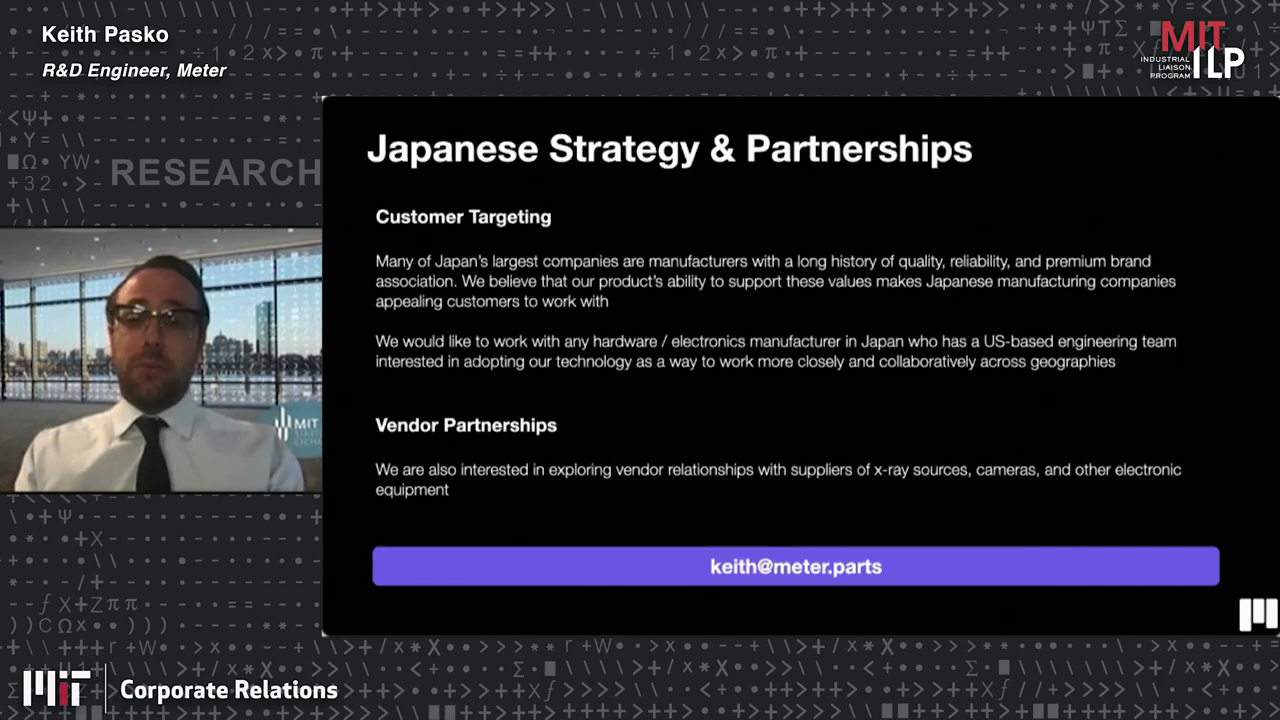 Keith Pasko
R&D Engineer, Meter
MIT
INDUSTRIAL
LIAISON
PROGRAM
ILP
RESEARCH
Japanese Strategy & Partnerships
Customer Targeting
Many of Japan's largest companies are manufacturers with a long history of quality, reliability, and premium brand
association. We believe that our product's ability to support these values makes Japanese manufacturing companies
appealing customers to work with
We would like to work with any hardware / electronics manufacturer in Japan who has a US-based engineering team
interested in adopting our technology as a way to work more closely and collaboratively across geographies
MIT
Vendor Partnerships
We are also interested in exploring vendor relationships with suppliers of x-ray sources, cameras, and other electronic
equipment
keith@meter.parts
MIT
Corporate Relations